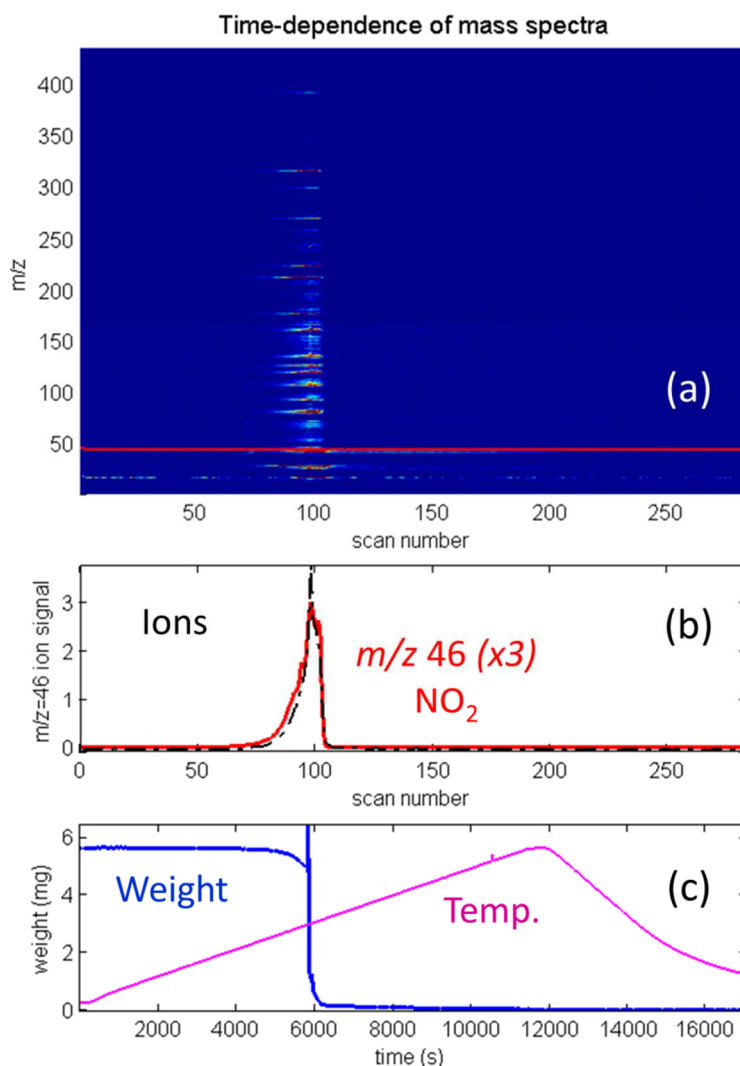 Time-dependence of mass spectra
400
350
300
250
200
150
100
50
m/z
(a)
50 100 150 200 250
scan number
3
2
1
0
m/z=46 ion signal
Ions
(b)
m/z 46 (x3)
NO2
0 50 100 150 200 250
scan number
6
4
2
0
weight (mg)
Weight
Temp.
(c)
2000 4000 6000 8000 10000 12000 14000 16000
time (s)